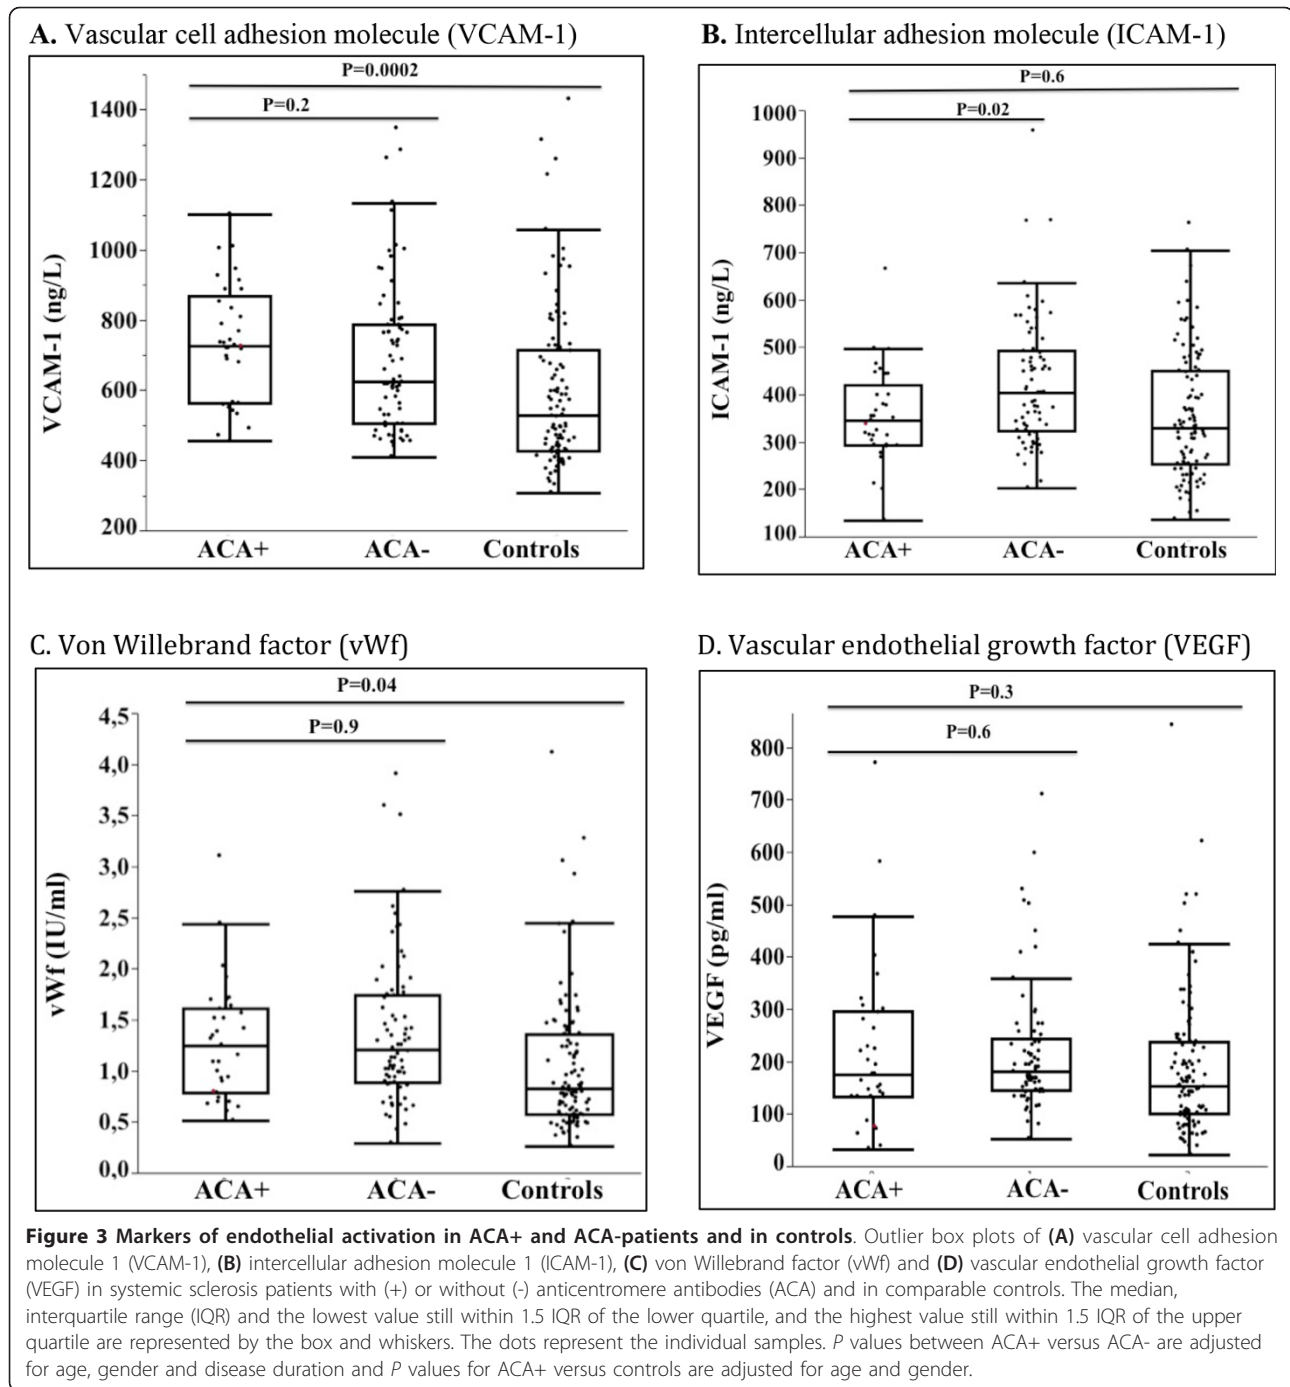 A. Vascular cell adhesion molecule (VCAM-1)
P=0.0002
P=0.2
1400
1200
1000
800
600
400
200
VCAM-1 (ng/L)
ACA+ ACA- Controls
B. Intercellular adhesion molecule (ICAM-1)
P=0.6
P=0.02
1000
900
800
700
600
500
400
300
200
100
ICAM-1 (ng/L)
ACA+ ACA- Controls
C. Von Willebrand factor (vWf)
P=0.04
P=0.9
4,5
4,0
3,5
3,0
2,5
2,0
1,5
1,0
0,5
0,0
vWf (IU/ml)
ACA+ ACA- Controls
D. Vascular endothelial growth factor (VEGF)
P=0.3
P=0.6
800
700
600
500
400
300
200
100
0
VEGF (pg/ml)
ACA+ ACA- Controls
Figure 3 Markers of endothelial activation in ACA+ and ACA-patients and in controls. Outlier box plots of (A) vascular cell adhesion
molecule 1 (VCAM-1), (B) intercellular adhesion molecule 1 (ICAM-1), (C) von Willebrand factor (vWf) and (D) vascular endothelial growth factor
(VEGF) in systemic sclerosis patients with (+) or without (-) anticentromere antibodies (ACA) and in comparable controls. The median,
interquartile range (IQR) and the lowest value still within 1.5 IQR of the lower quartile, and the highest value still within 1.5 IQR of the upper
quartile are represented by the box and whiskers. The dots represent the individual samples. P values between ACA+ versus ACA- are adjusted
for age, gender and disease duration and P values for ACA+ versus controls are adjusted for age and gender.